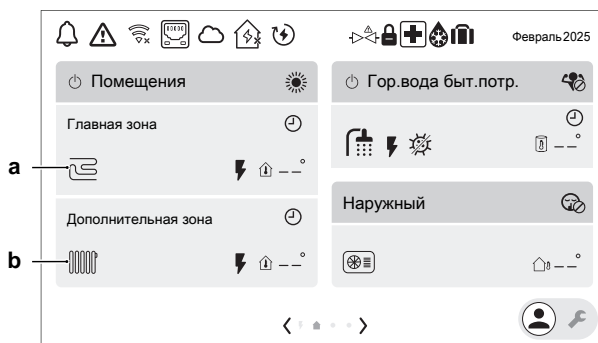 Февраль 2025
Помещения
Главная зона
a
– –°
Дополнительная зона
b
– –°
Гор.вода быт.потр.
– –°
Наружный
– –°